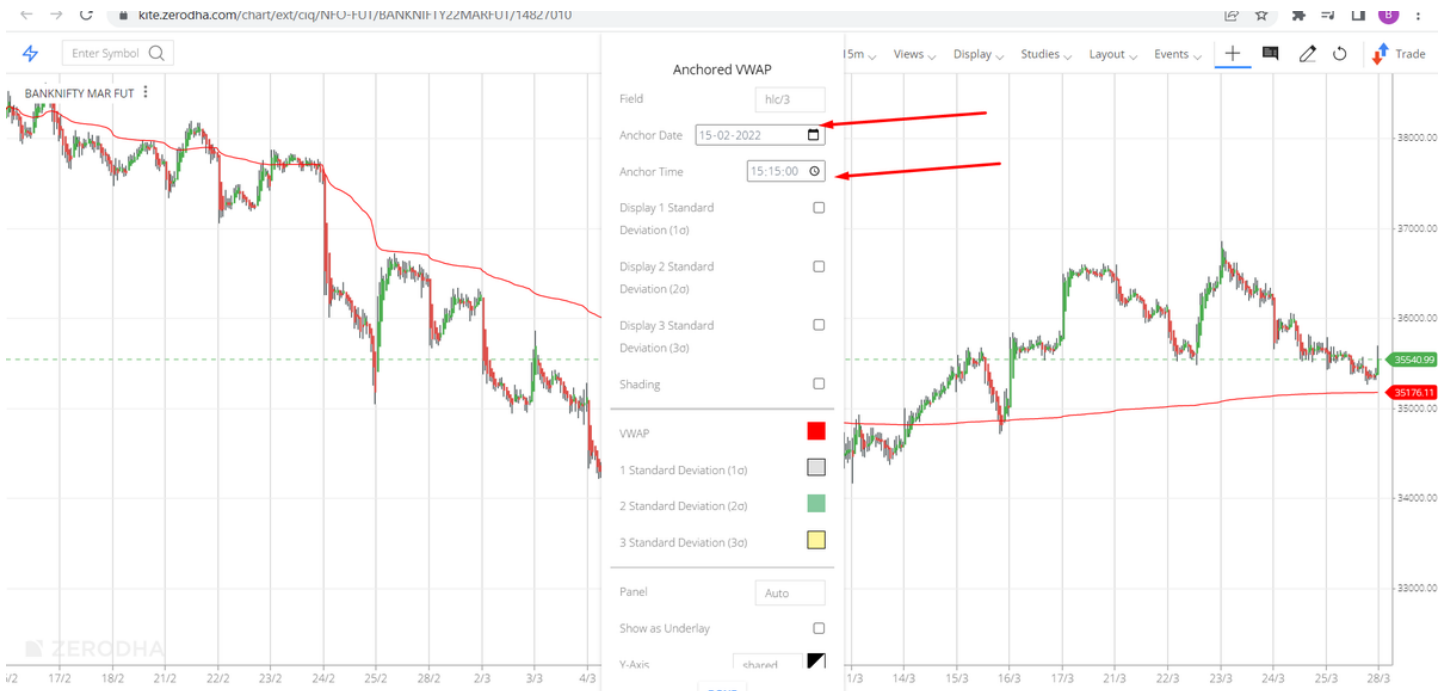 kite.zerodha.com/chart/ext/ciq/NFO-FUT/BANKNIFTY22MARFUT/14827010
B
Enter Symbol
15m Views Display Studies Layout Events Trade
BANKNIFTY MAR FUT
Anchored VWAP
Field hlc/3
Anchor Date 15-02-2022
Anchor Time 15:15:00
Display 1 Standard
Deviation (1σ)
Display 2 Standard
Deviation (2σ)
Display 3 Standard
Deviation (3σ)
Shading
VWAP
1 Standard Deviation (1σ)
2 Standard Deviation (2σ)
3 Standard Deviation (3σ)
Panel Auto
Show as Underlay
Y-Axis shared
38000.00
37000.00
36000.00
35540.99
35176.11
35000.00
34000.00
33000.00
ZERODHA
/2 17/2 18/2 21/2 22/2 23/2 24/2 25/2 28/2 2/3 3/3 4/3 1/3 14/3 15/3 16/3 17/3 21/3 22/3 23/3 24/3 25/3 28/3